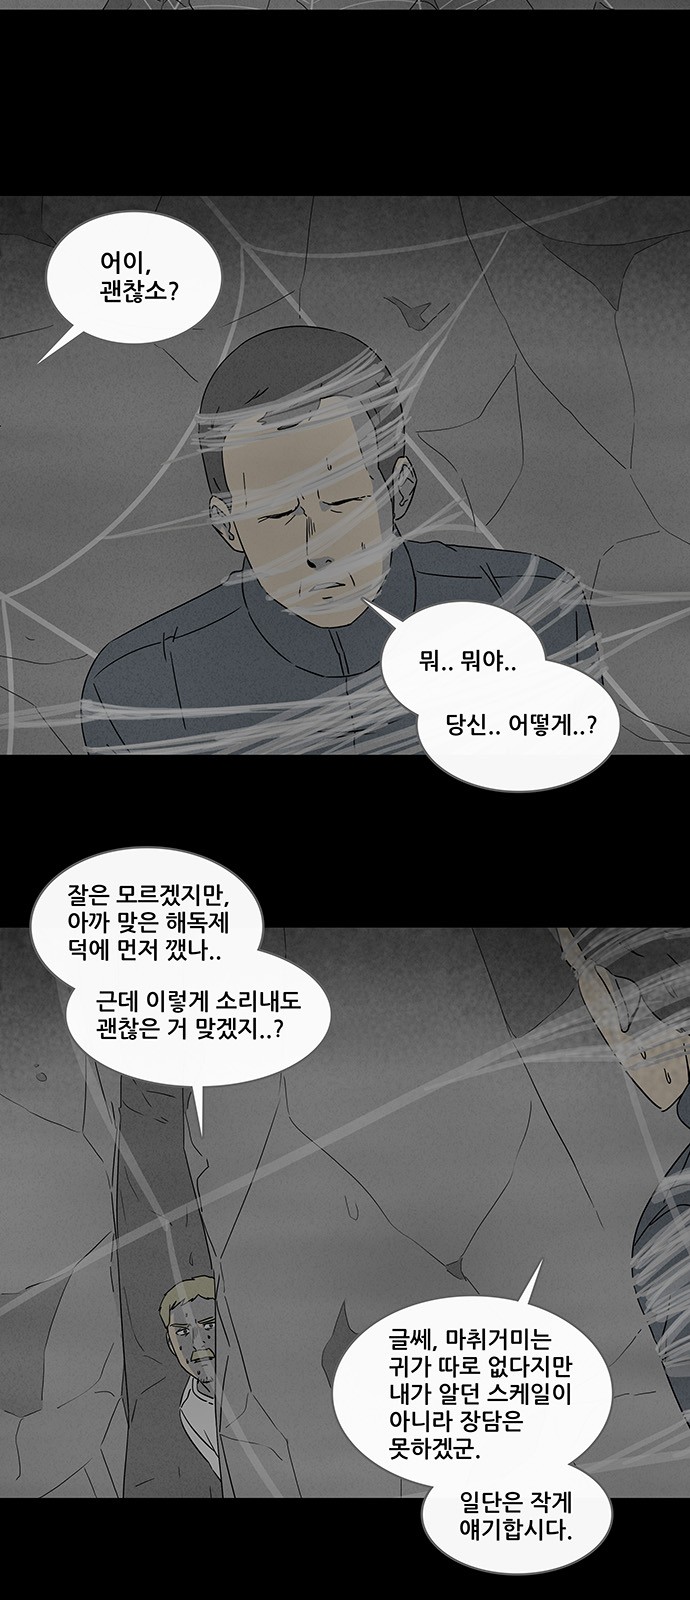 어이,
괜찮소?
뭐.. 뭐야..
당신.. 어떻게..?
잘은 모르겠지만,
아까 맞은 해독제
덕에 먼저 깼나..
근데 이렇게 소리내도
괜찮은 거 맞겠지..?
글쎄, 마취거미는
귀가 따로 없다지만
내가 알던 스케일이
아니라 장담은
못하겠군.
일단은 작게
얘기합시다.